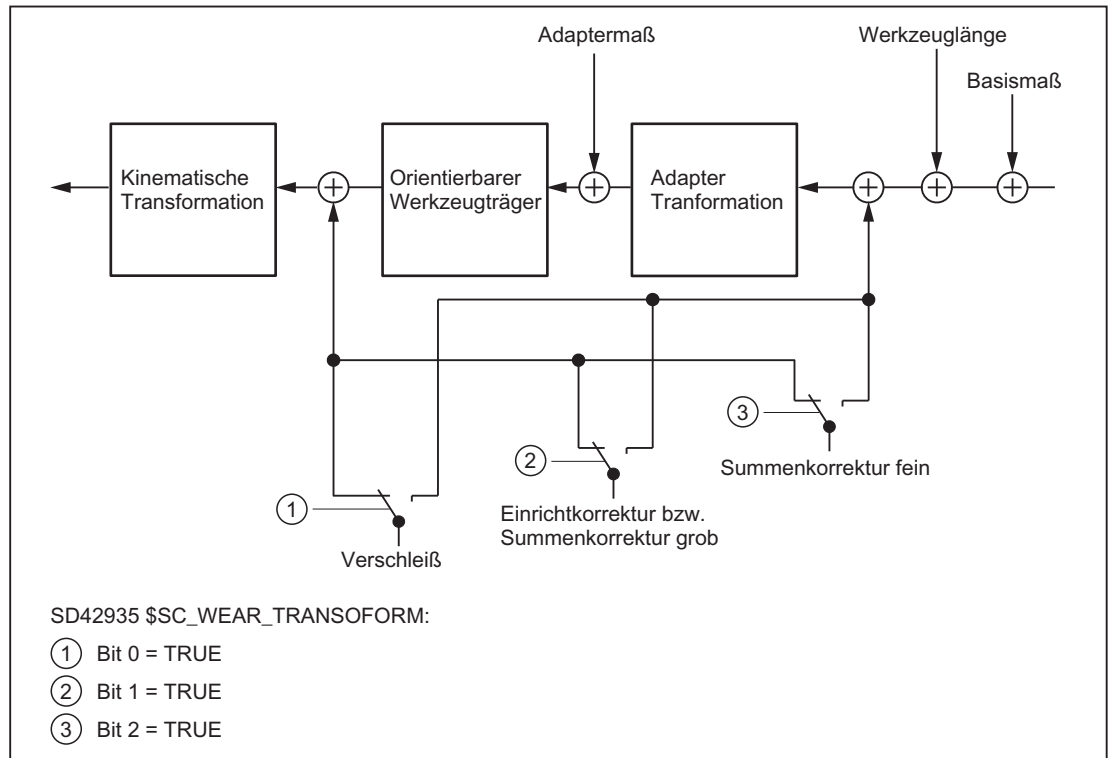 Adaptermaß
Werkzeuglänge
Basismaß
Kinematische
Transformation
Orientierbarer
Werkzeugträger
Adapter
Tranformation
3
Summenkorrektur fein
2
Einrichtkorrektur bzw.
Summenkorrektur grob
1
Verschleiß
SD42935 $SC_WEAR_TRANSOFORM:
1 Bit 0 = TRUE
2 Bit 1 = TRUE
3 Bit 2 = TRUE